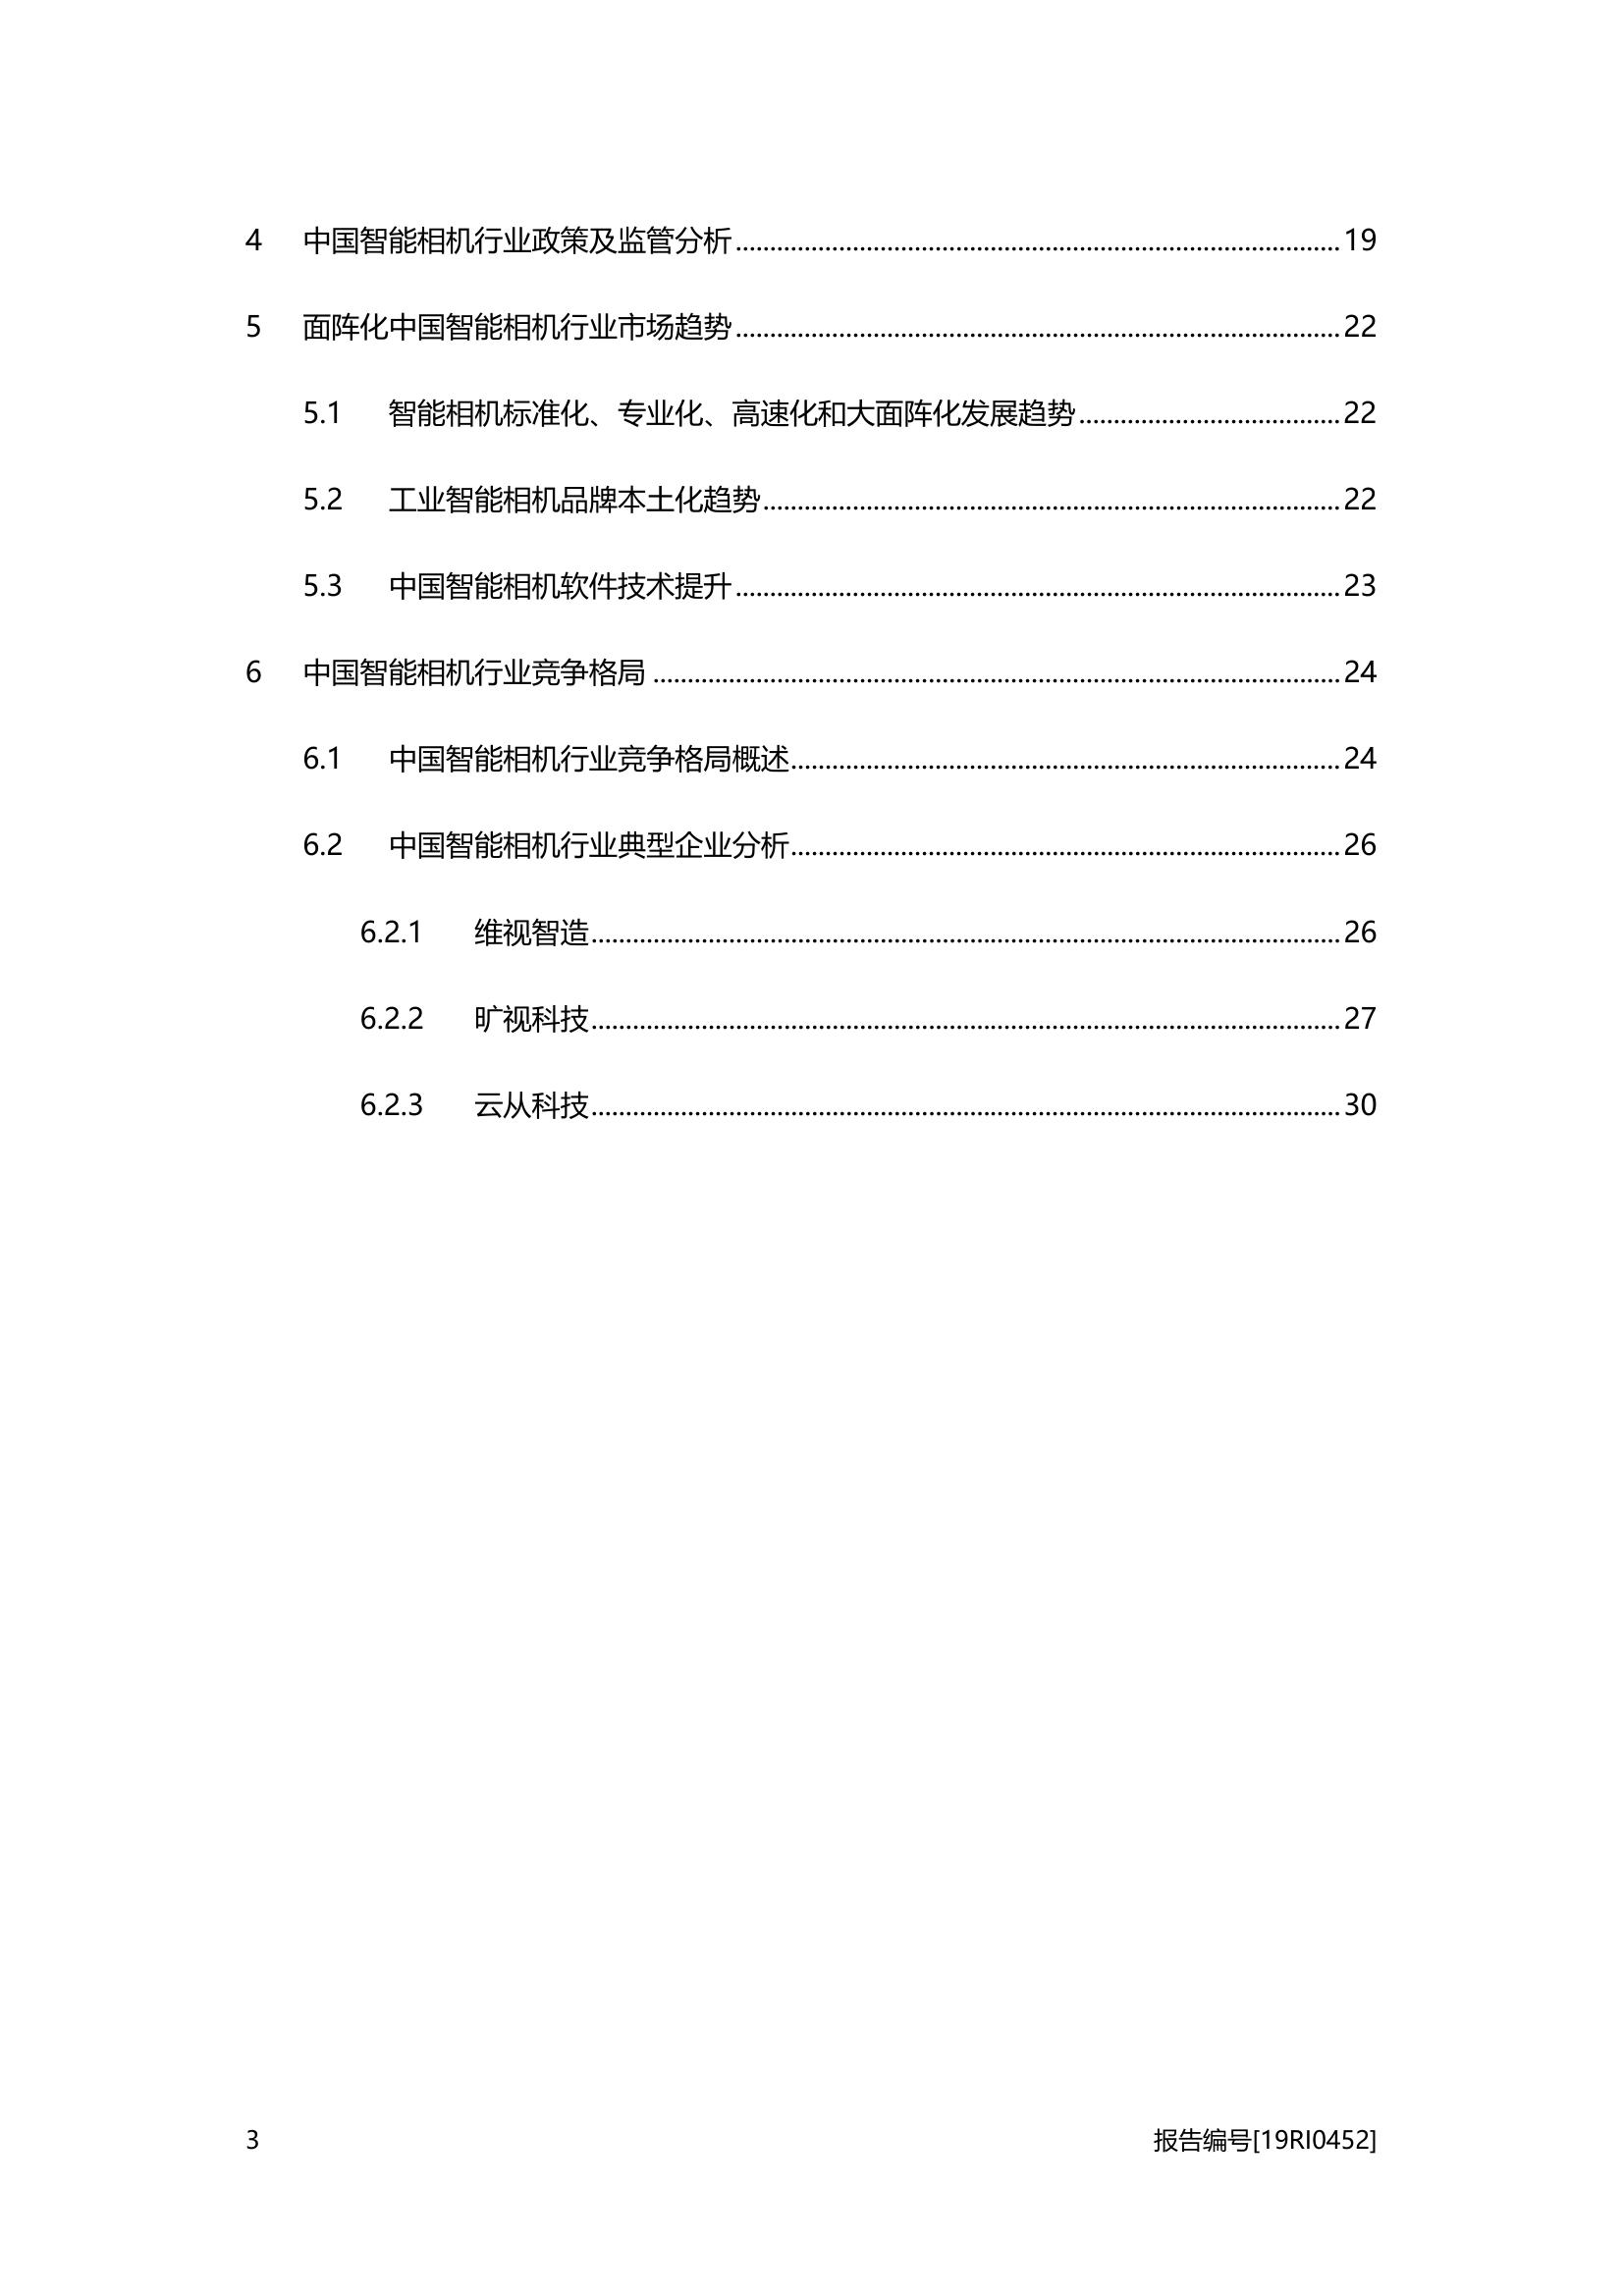 4 中国智能相机行业政策及监管分析........................................19
5 面阵化中国智能相机行业市场趋势........................................22
5.1 智能相机标准化、专业化、高速化和大面阵化发展趋势........................................22
5.2 工业智能相机品牌本土化趋势........................................22
5.3 中国智能相机软件技术提升........................................23
6 中国智能相机行业竞争格局........................................24
6.1 中国智能相机行业竞争格局概述........................................24
6.2 中国智能相机行业典型企业分析........................................26
6.2.1 维视智造........................................26
6.2.2 旷视科技........................................27
6.2.3 云从科技........................................30
3 报告编号[19RI0452]